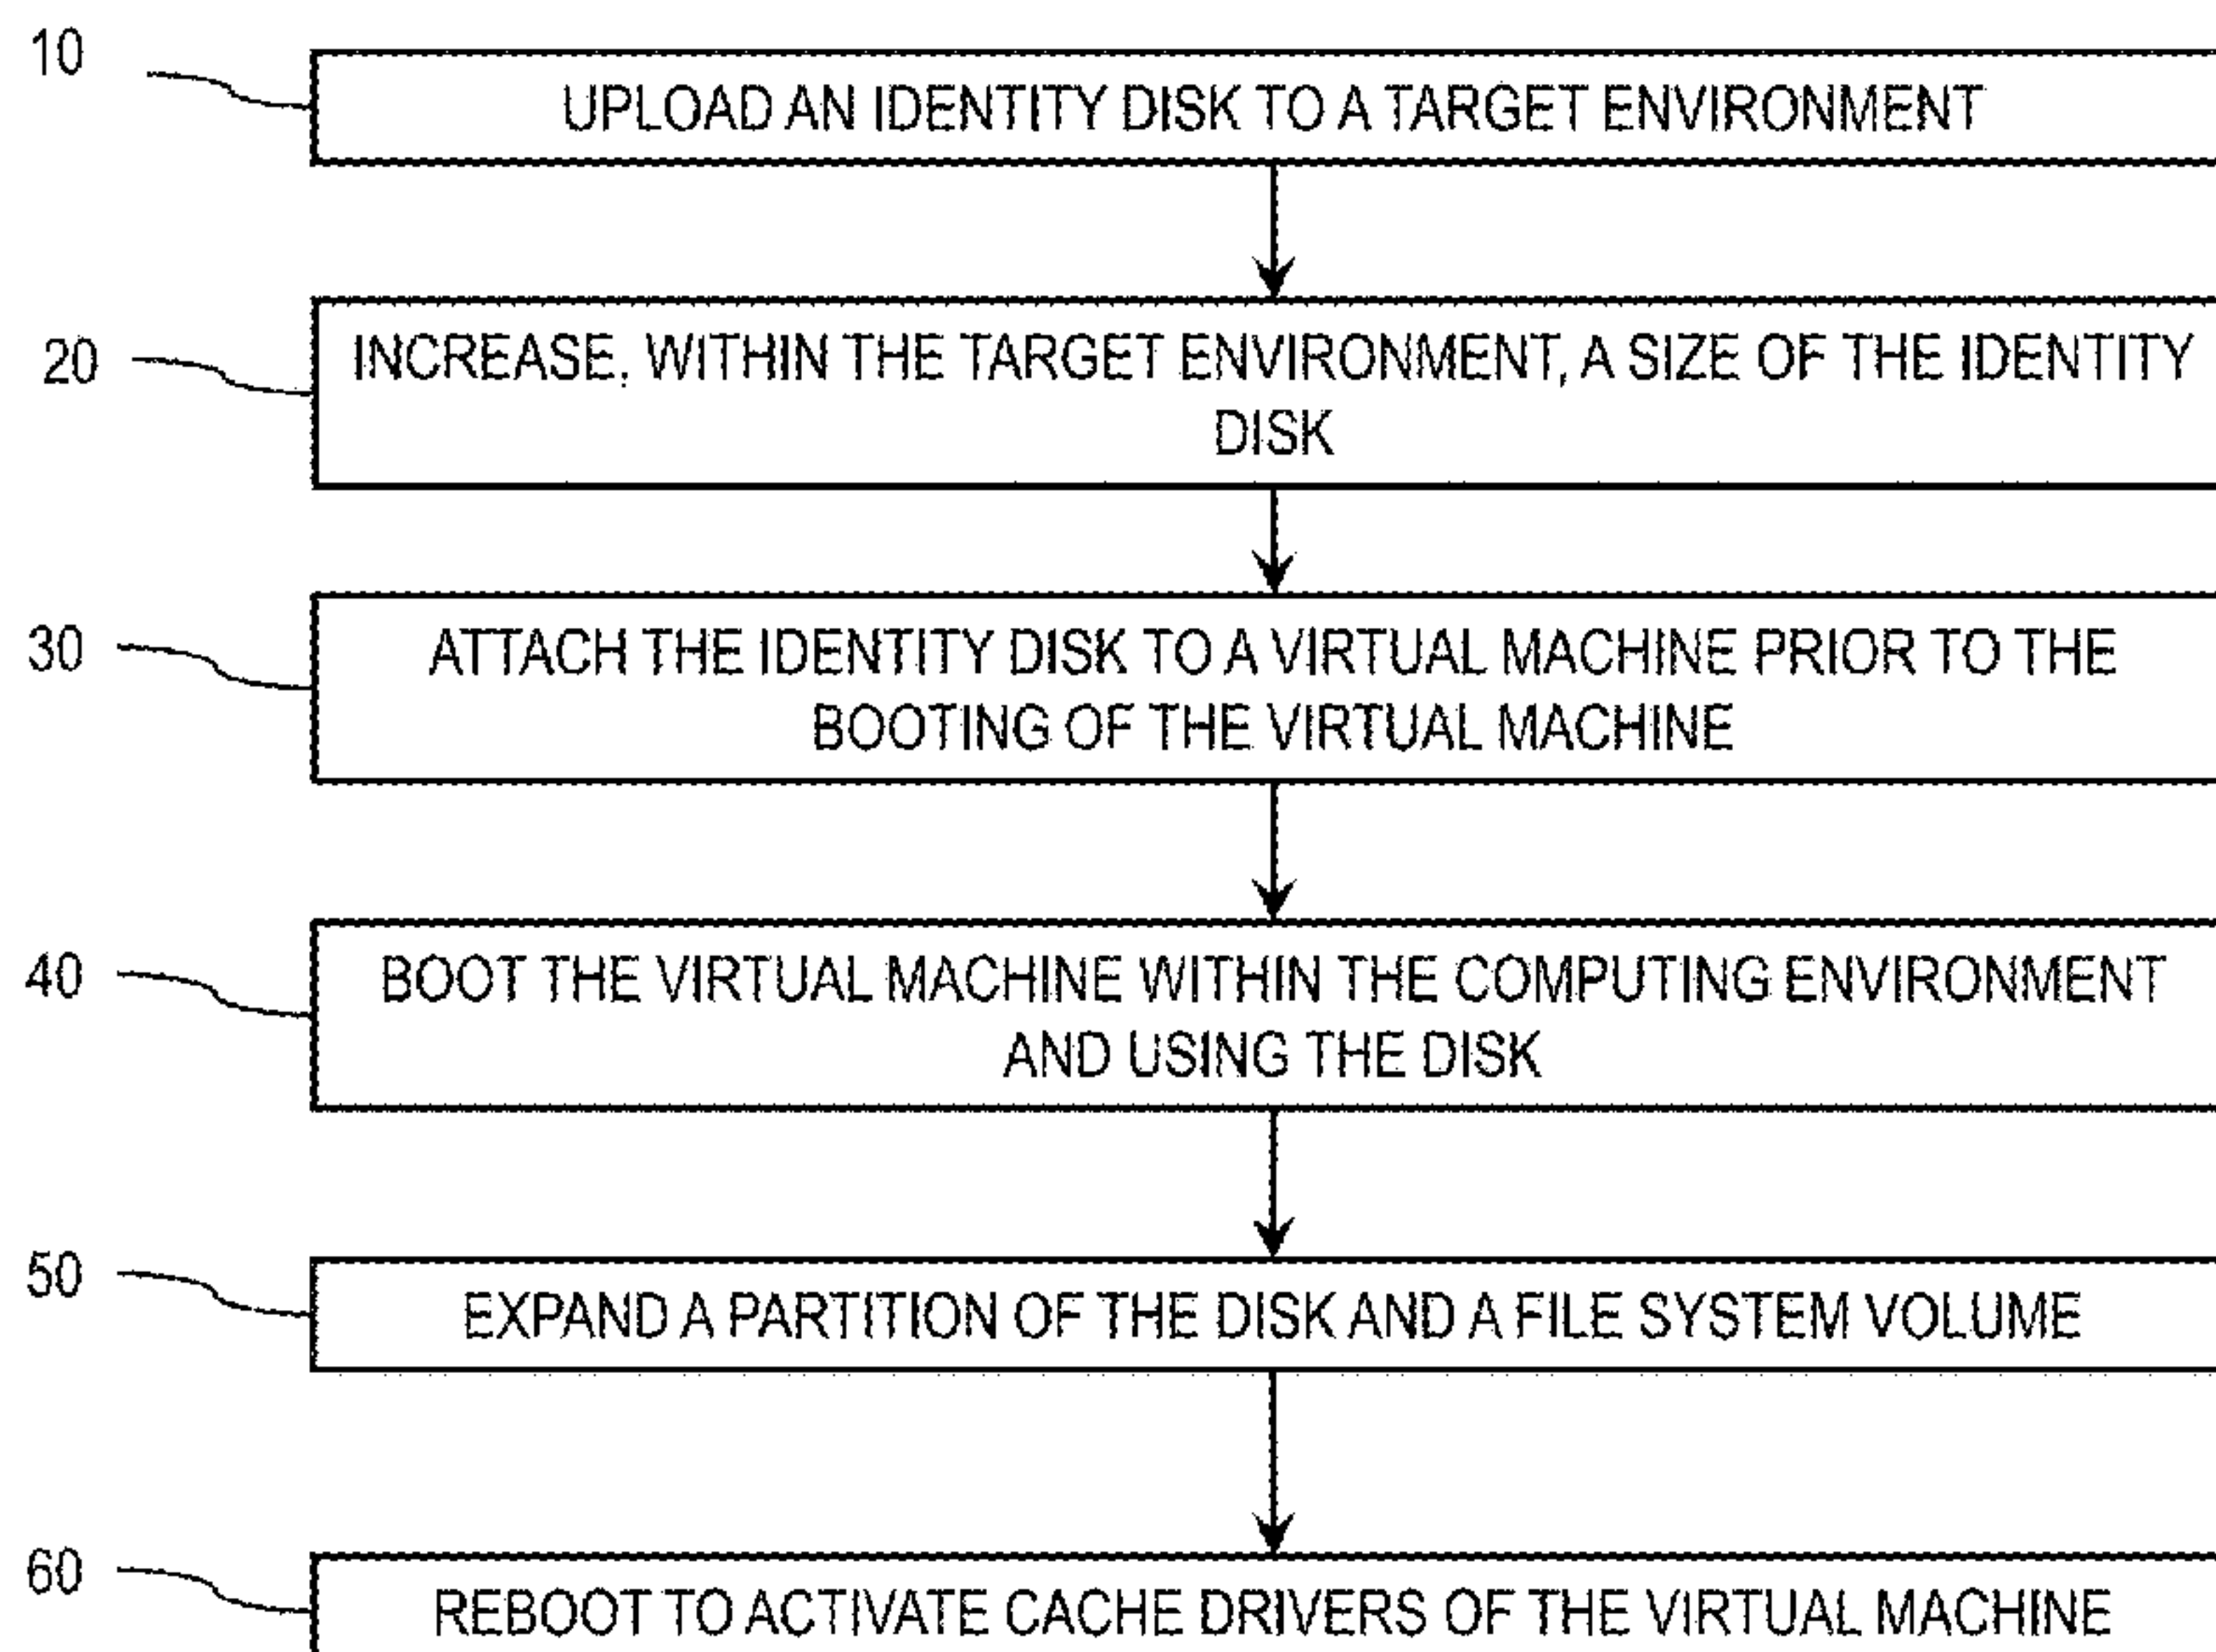 10
UPLOAD AN IDENTITY DISK TO A TARGET ENVIRONMENT
20
INCREASE, WITHIN THE TARGET ENVIRONMENT, A SIZE OF THE IDENTITY
DISK
30
ATTACH THE IDENTITY DISK TO A VIRTUAL MACHINE PRIOR TO THE
BOOTING OF THE VIRTUAL MACHINE
40
BOOT THE VIRTUAL MACHINE WITHIN THE COMPUTING ENVIRONMENT
AND USING THE DISK
50
EXPAND A PARTITION OF THE DISK AND A FILE SYSTEM VOLUME
60
REBOOT TO ACTIVATE CACHE DRIVERS OF THE VIRTUAL MACHINE